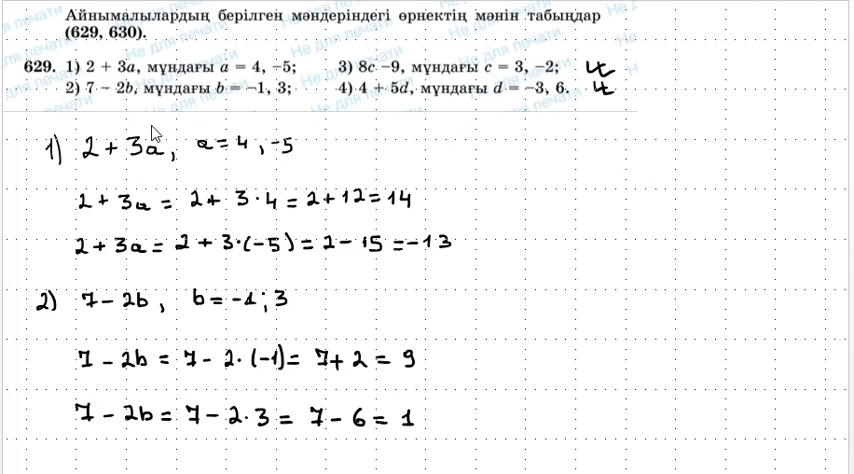 Айнымалылардың берілген мәндеріндегі өрнектің мәнін табыңдар
(629, 630).
629. 1) 2 + 3a, мұндағы a = 4, −5; 3) 8c −9, мұндағы c = 3, −2;
2) 7 − 2b, мұндағы b = −1, 3; 4) 4 + 5d, мұндағы d = −3, 6.
1) 2 + 3a, a = 4, -5
2 + 3a = 2 + 3 · 4 = 2 + 12 = 14
2 + 3a = 2 + 3·(-5) = 2 - 15 = -13
2) 7 - 2b, b = -1; 3
7 - 2b = 7 - 2·(-1) = 7 + 2 = 9
7 - 2b = 7 - 2·3 = 7 - 6 = 1